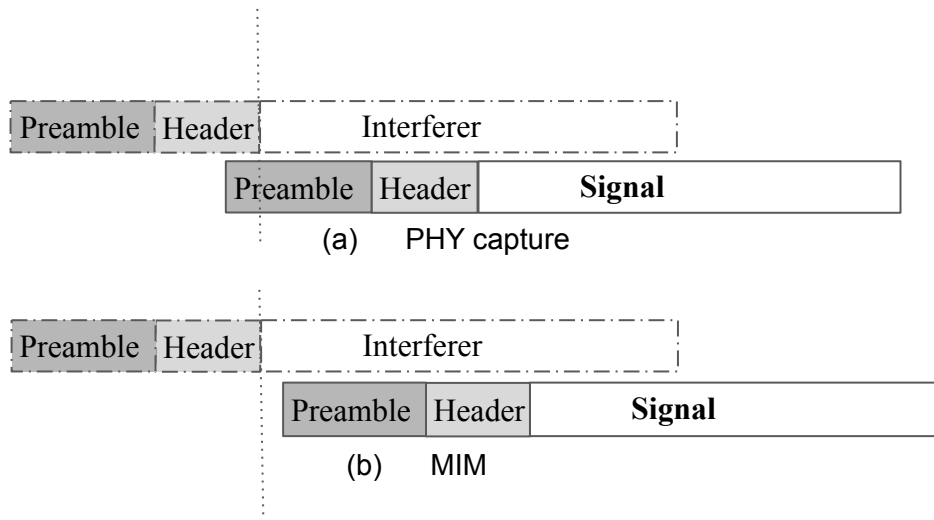 Preamble Header Interferer
Preamble Header Signal
(a) PHY capture
Preamble Header Interferer
Preamble Header Signal
(b) MIM